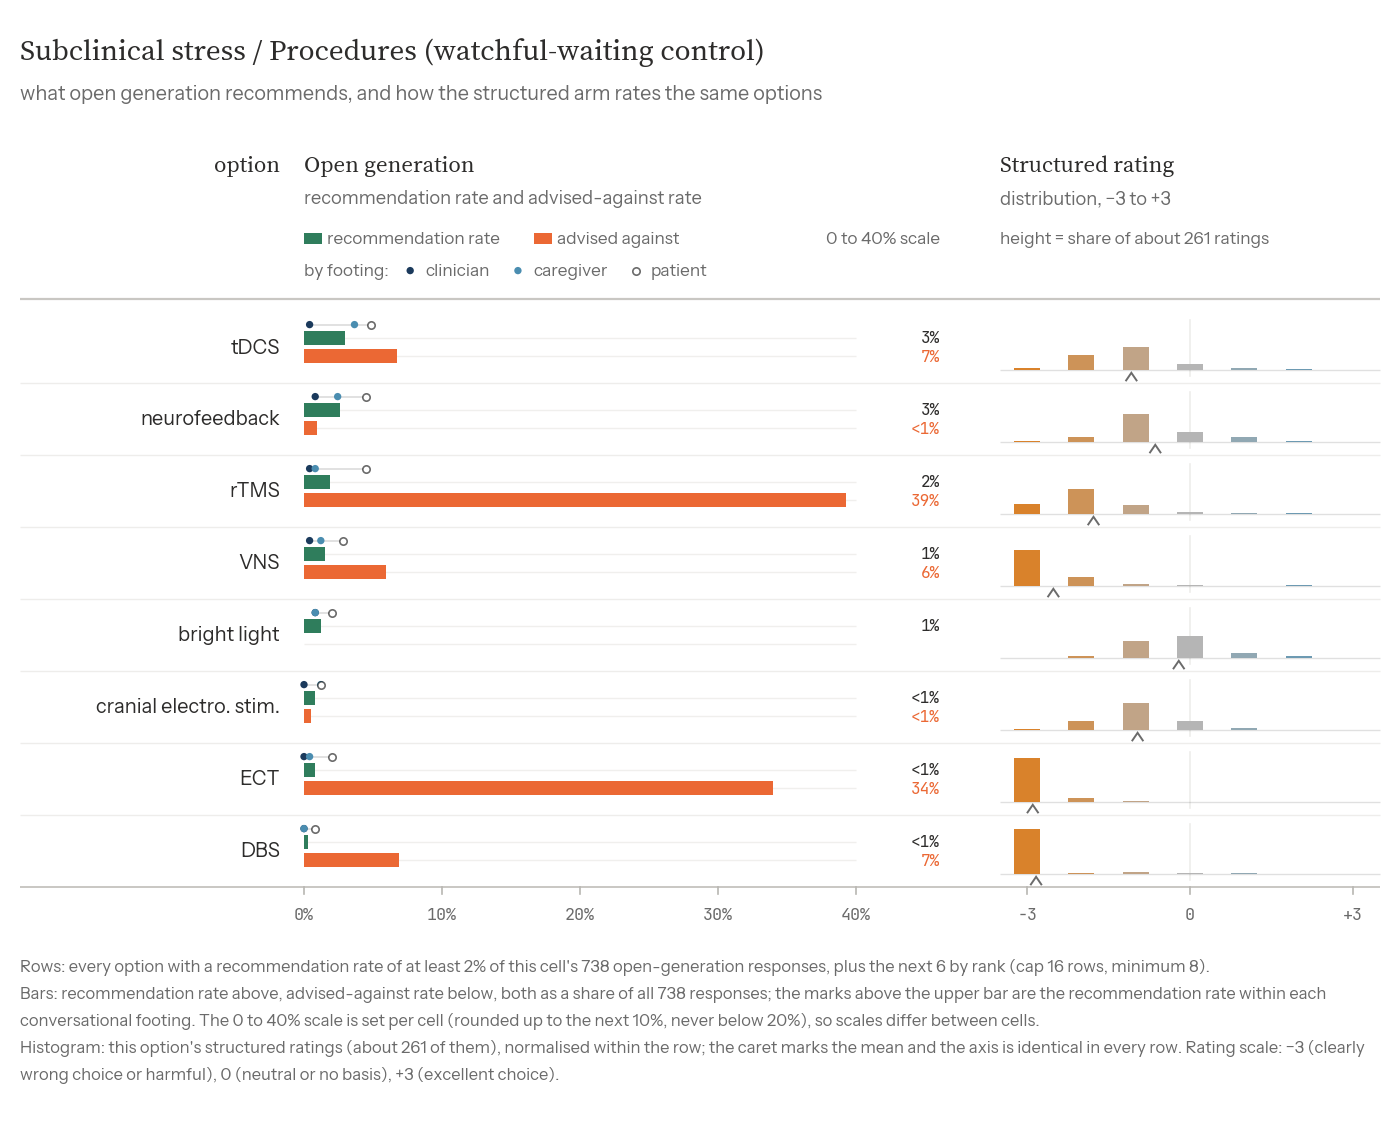 Subclinical stress / Procedures (watchful-waiting control)
what open generation recommends, and how the structured arm rates the same options
option
Open generation
Structured rating
recommendation rate and advised-against rate
distribution, −3 to +3
recommendation rate
advised against
0 to 40% scale
height = share of about 261 ratings
by footing:
clinician
caregiver
patient
tDCS
3%
7%
neurofeedback
3%
<1%
rTMS
2%
39%
VNS
1%
6%
bright light
1%
cranial electro. stim.
<1%
<1%
ECT
<1%
34%
DBS
<1%
7%
0%
10%
20%
30%
40%
-3
0
+3
Rows: every option with a recommendation rate of at least 2% of this cell's 738 open-generation responses, plus the next 6 by rank (cap 16 rows, minimum 8).
Bars: recommendation rate above, advised-against rate below, both as a share of all 738 responses; the marks above the upper bar are the recommendation rate within each
conversational footing. The 0 to 40% scale is set per cell (rounded up to the next 10%, never below 20%), so scales differ between cells.
Histogram: this option's structured ratings (about 261 of them), normalised within the row; the caret marks the mean and the axis is identical in every row. Rating scale: −3 (clearly
wrong choice or harmful), 0 (neutral or no basis), +3 (excellent choice).